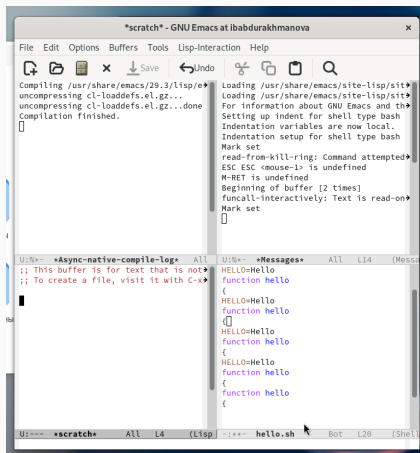 *scratch* - GNU Emacs at ibabdurakhmanova
File Edit Options Buffers Tools Lisp-Interaction Help
Save Undo
Compiling /usr/share/emacs/29.3/lisp/e
uncompressing cl-loaddefs.el.gz...
uncompressing cl-loaddefs.el.gz...done
Compilation finished.
U:%*- *Async-native-compile-log* All
Loading /usr/share/emacs/site-lisp/sit
Loading /usr/share/emacs/site-lisp/sit
For information about GNU Emacs and th
Setting up indent for shell type bash
Indentation variables are now local.
Indentation setup for shell type bash
Mark set
read-from-kill-ring: Command attempted
ESC ESC <mouse-1> is undefined
M-RET is undefined
Beginning of buffer [2 times]
funcall-interactively: Text is read-on
Mark set
U:%*- *Messages* All L14 (Messa
;; This buffer is for text that is not
;; To create a file, visit it with C-x
U:--- *scratch* All L4 (Lisp
HELLO=Hello
function hello
{
HELLO=Hello
function hello
{
HELLO=Hello
function hello
{
HELLO=Hello
function hello
{
function hello
{
-:**- hello.sh Bot L20 (Shel